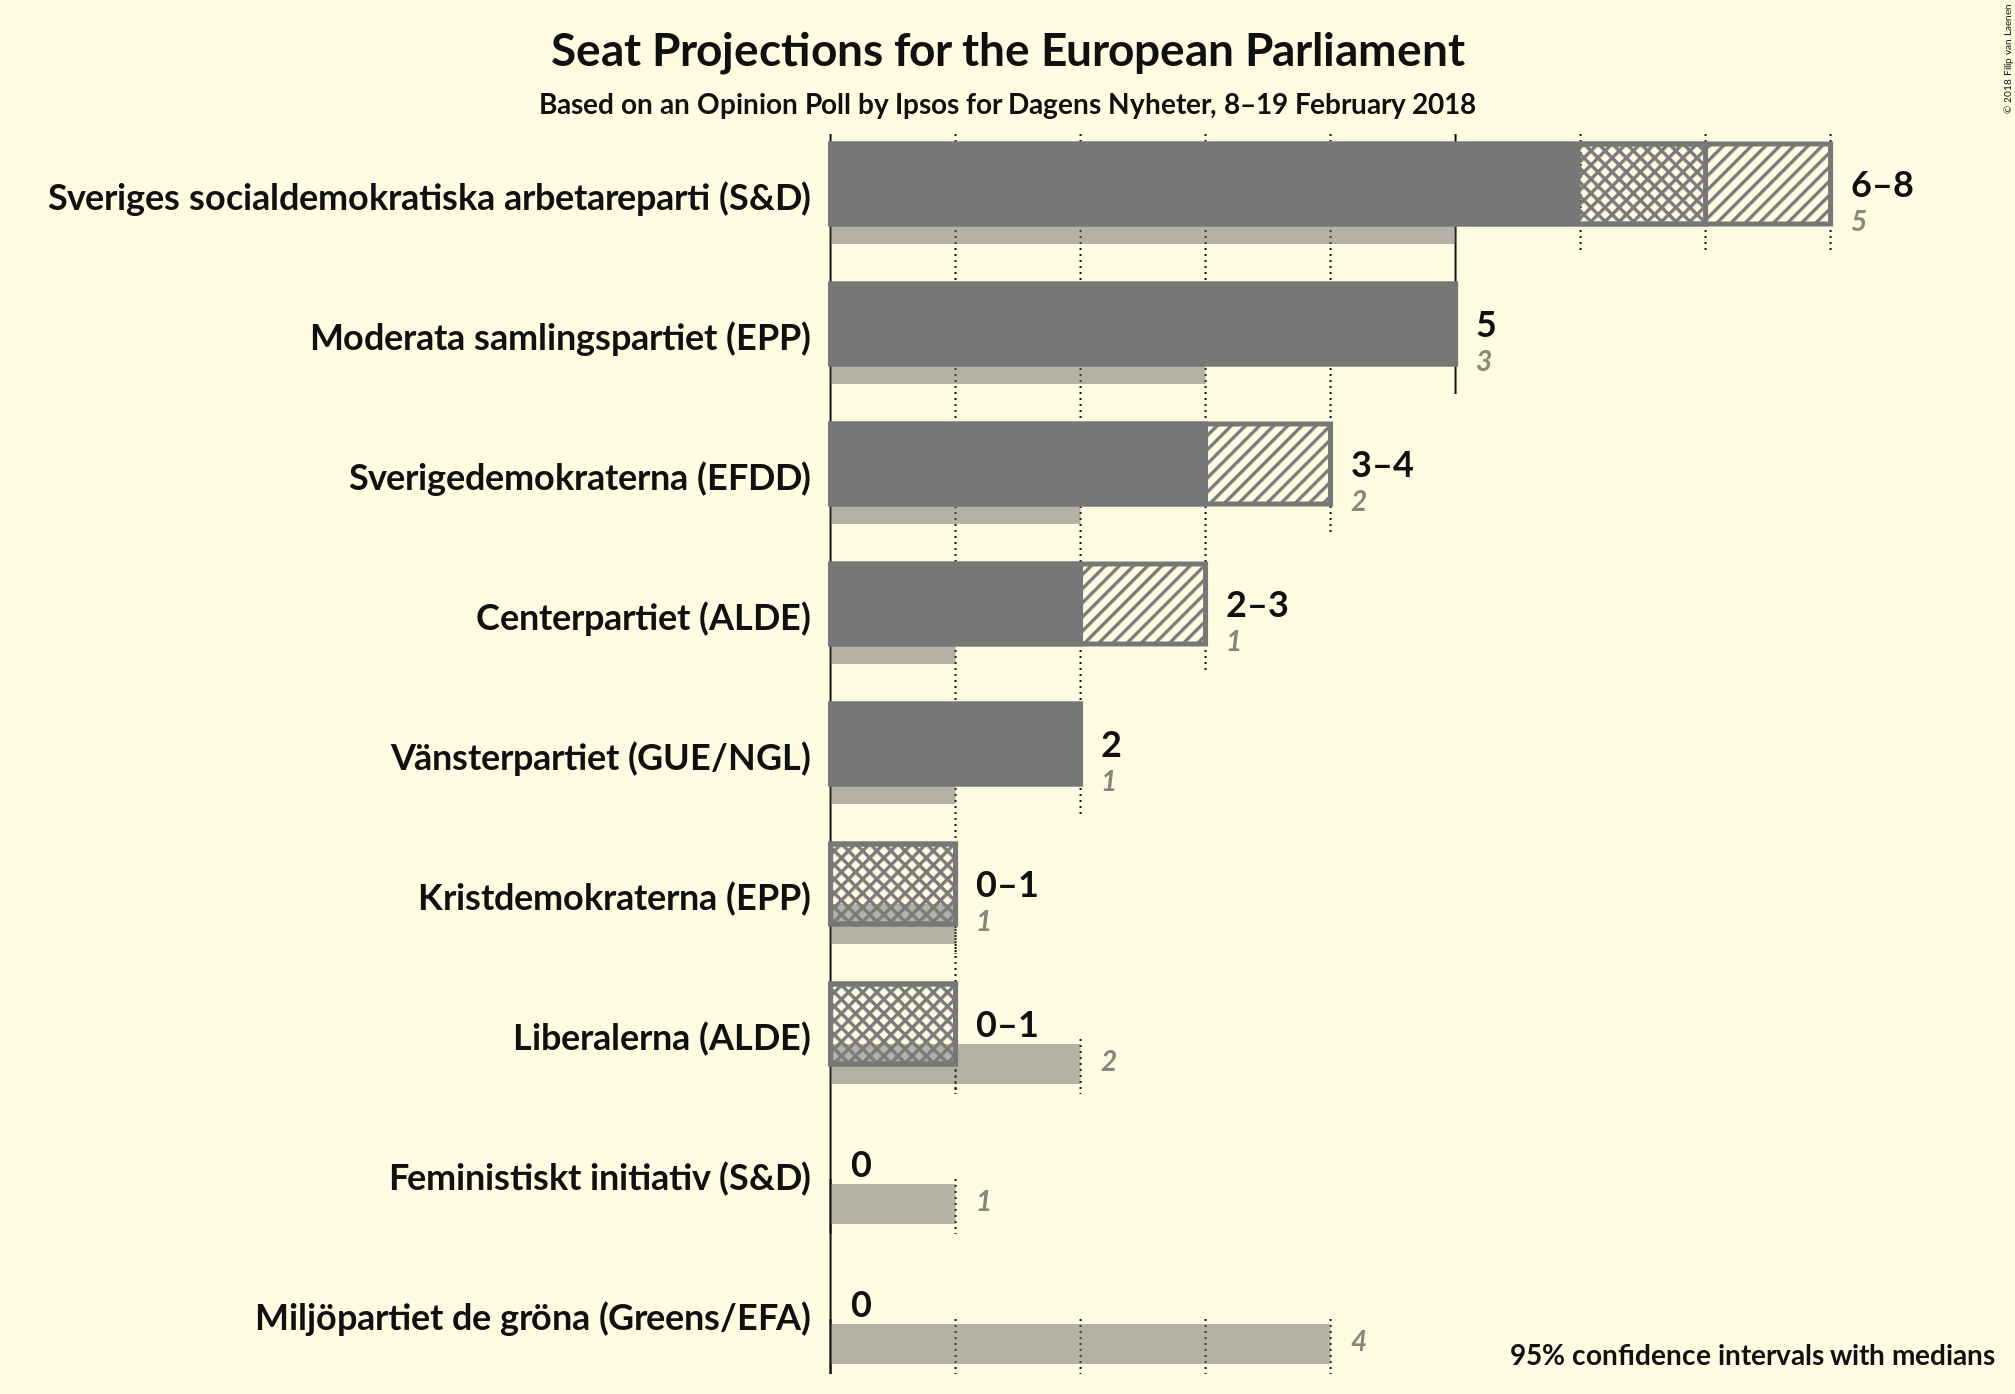 Seat Projections for the European Parliament
Based on an Opinion Poll by Ipsos for Dagens Nyheter, 8–19 February 2018
© 2018 Filip van Laenen
Sveriges socialdemokratiska arbetareparti (S&D)
6–8
5
Moderata samlingspartiet (EPP)
5
3
Sverigedemokraterna (EFDD)
3–4
2
Centerpartiet (ALDE)
2–3
1
Vänsterpartiet (GUE/NGL)
2
1
Kristdemokraterna (EPP)
0–1
1
Liberalerna (ALDE)
0–1
2
Feministiskt initiativ (S&D)
0
1
Miljöpartiet de gröna (Greens/EFA)
0
4
95% confidence intervals with medians